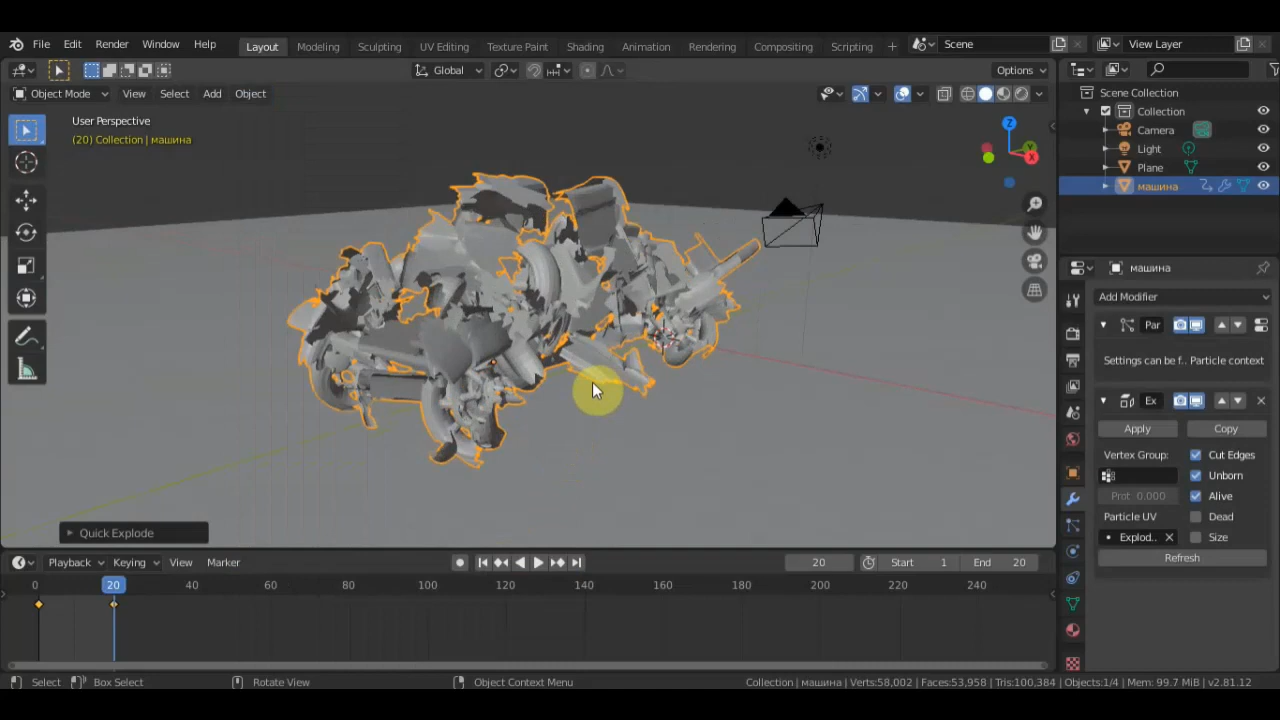 File Edit Render Window Help Layout Modeling Sculpting UV Editing Texture Paint Shading Animation Rendering Compositing Scripting + Scene View Layer
Global Options
Object Mode View Select Add Object
User Perspective
(20) Collection | машина
Z
Y
X
Scene Collection
Collection
Camera
Light
Plane
машина
машина
Add Modifier
Par
Settings can be f.. Particle context
Ex
Apply Copy
Vertex Group: Cut Edges
Unborn
Prot 0.000 Alive
Particle UV Dead
Explod.. Size
Refresh
Quick Explode
Playback Keying View Marker 20 Start 1 End 20
0 20 40 60 80 100 120 140 160 180 200 220 240
Select Box Select Rotate View Object Context Menu Collection | машина | Verts:58,002 | Faces:53,958 | Tris:100,384 | Objects:1/4 | Mem: 99.7 MiB | v2.81.12